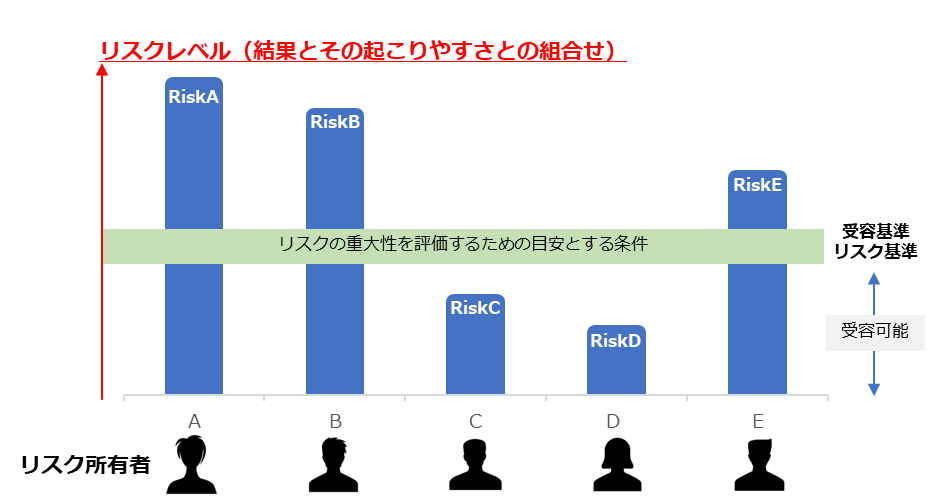 リスクレベル（結果とその起こりやすさとの組合せ）
RiskA
RiskB
RiskE
リスクの重大性を評価するための目安とする条件
受容基準
リスク基準
RiskC
RiskD
受容可能
A B C D E
リスク所有者